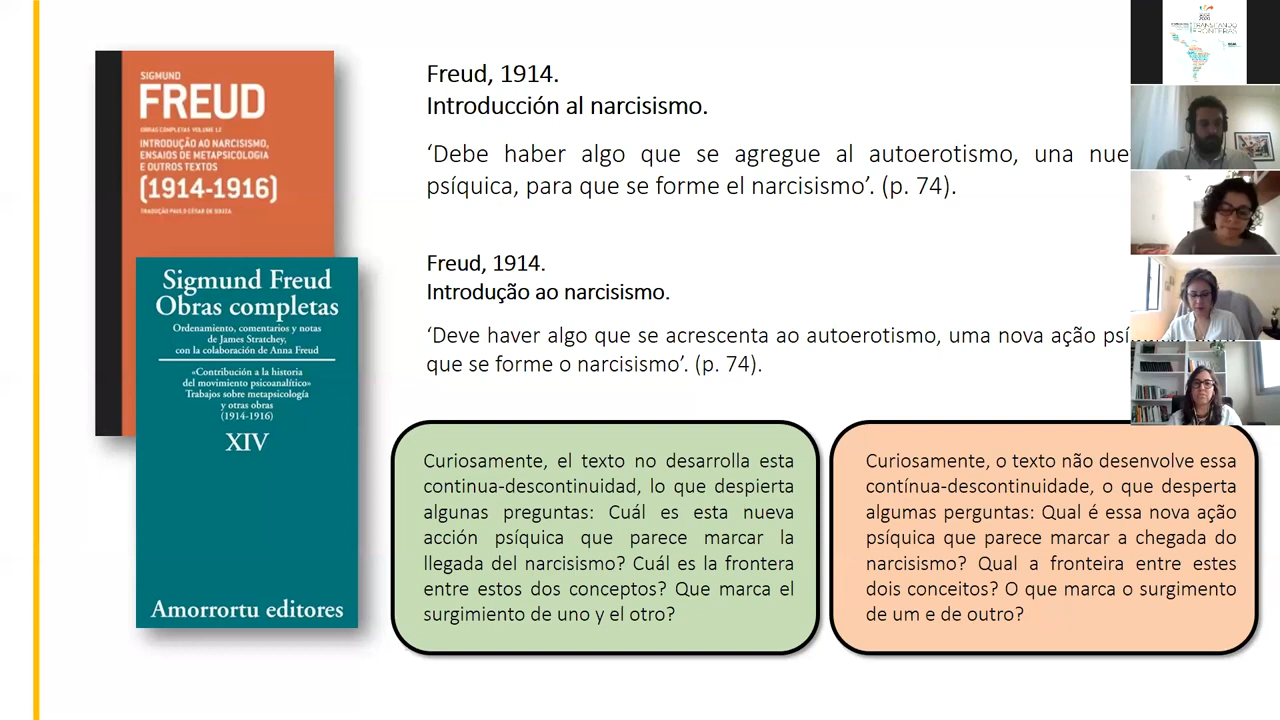 SIGMUND
FREUD
OBRAS COMPLETAS VOLUME 12
INTRODUÇÃO AO NARCISISMO,
ENSAIOS DE METAPSICOLOGIA
E OUTROS TEXTOS
(1914-1916)
TRADUÇÃO PAULO CÉSAR DE SOUZA
Sigmund Freud
Obras completas
Ordenamiento, comentarios y notas
de James Stratchey,
con la colaboración de Anna Freud
«Contribución a la historia
del movimiento psicoanalítico»
Trabajos sobre metapsicología
y otras obras
(1914-1916)
XIV
Amorrortu editores
Freud, 1914.
Introducción al narcisismo.
‘Debe haber algo que se agregue al autoerotismo, una
psíquica, para que se forme el narcisismo’. (p. 74).
Freud, 1914.
Introdução ao narcisismo.
‘Deve haver algo que se acrescenta ao autoerotismo, uma nova ação
que se forme o narcisismo’. (p. 74).
Curiosamente, el texto no desarrolla esta
continua-descontinuidad, lo que despierta
algunas preguntas: Cuál es esta nueva
acción psíquica que parece marcar la
llegada del narcisismo? Cuál es la frontera
entre estos dos conceptos? Que marca el
surgimiento de uno y el otro?
Curiosamente, o texto não desenvolve essa
contínua-descontinuidade, o que desperta
algumas perguntas: Qual é essa nova ação
psíquica que parece marcar a chegada do
narcisismo? Qual a fronteira entre estes
dois conceitos? O que marca o surgimento
de um e de outro?
TRANSITANDO
FRONTERAS